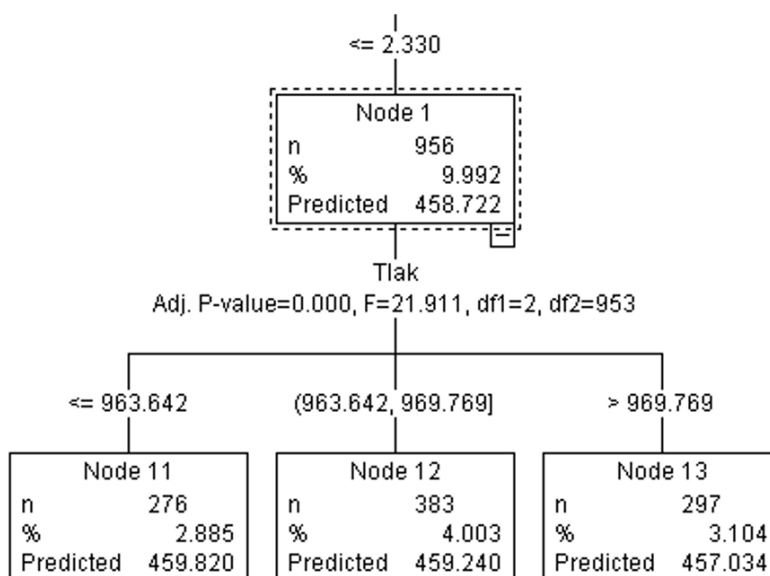 <= 2.330
Node 1
n 956
% 9.992
Predicted 458.722
Tlak
Adj. P-value=0.000, F=21.911, df1=2, df2=953
<= 963.642
(963.642, 969.769]
> 969.769
Node 11
n 276
% 2.885
Predicted 459.820
Node 12
n 383
% 4.003
Predicted 459.240
Node 13
n 297
% 3.104
Predicted 457.034